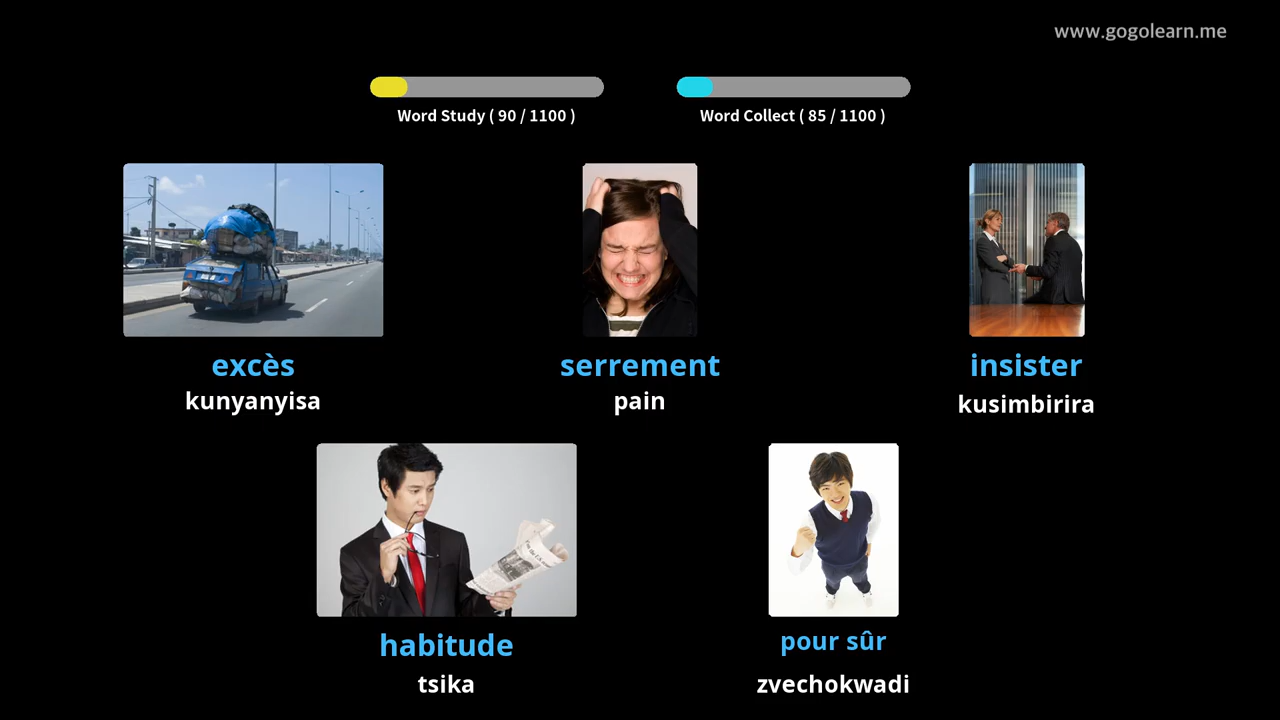 www.gogolearn.me
Word Study ( 90 / 1100 )
Word Collect ( 85 / 1100 )
excès
kunyanyisa
serrement
pain
insister
kusimbirira
habitude
tsika
pour sûr
zvechokwadi